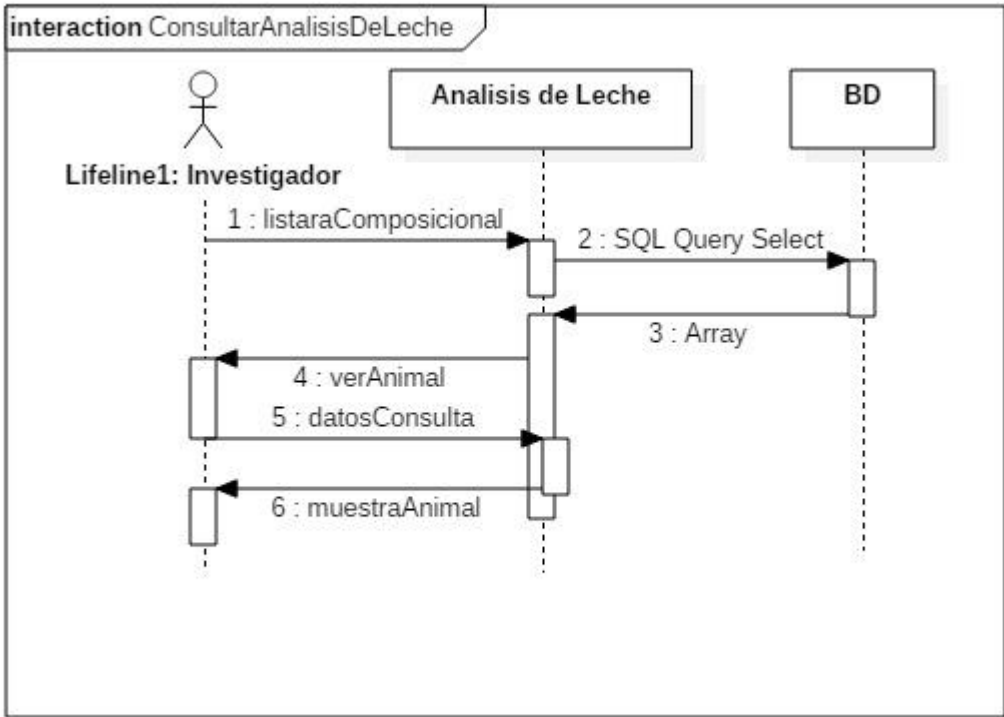 interaction ConsultarAnalisisDeLeche
Analisis de Leche
BD
Lifeline1: Investigador
1 : listaraComposicional
2 : SQL Query Select
3 : Array
4 : verAnimal
5 : datosConsulta
6 : muestraAnimal